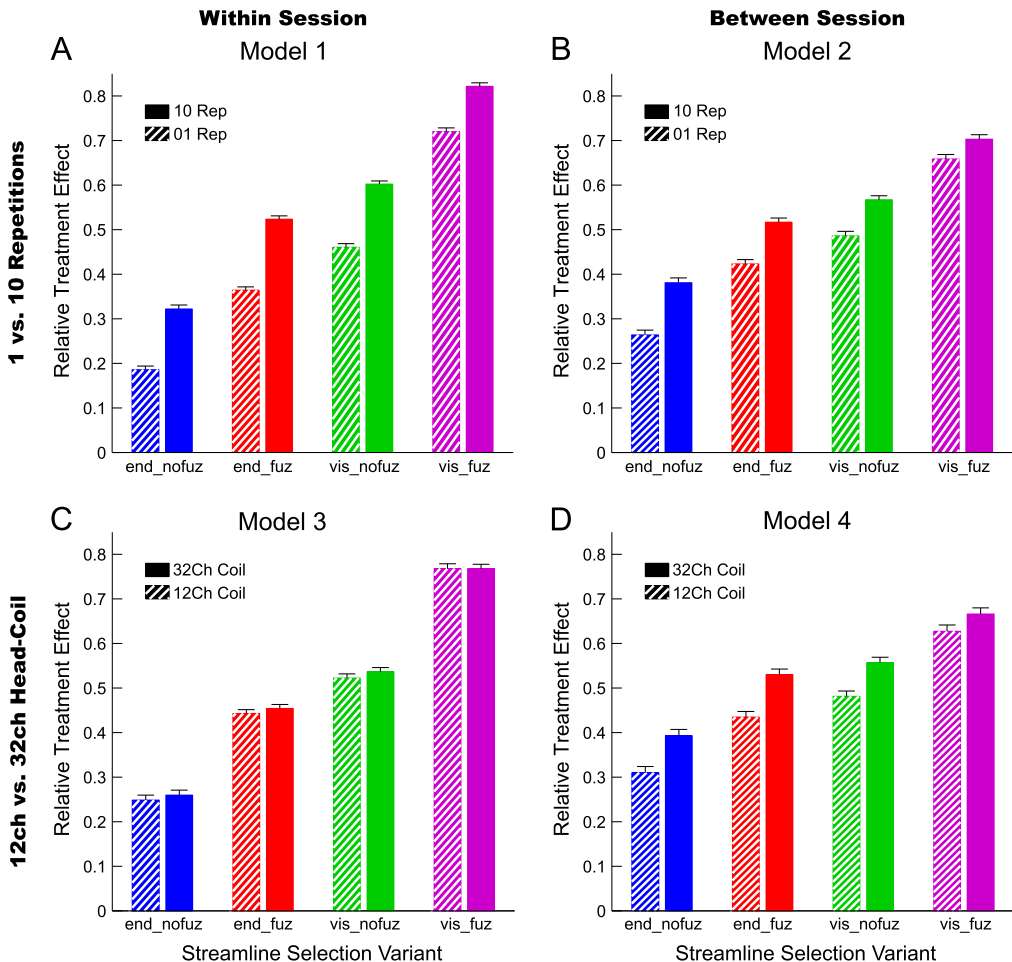 Within Session
Between Session
1 vs. 10 Repetitions
A
Model 1
Relative Treatment Effect
0.8
0.7
0.6
0.5
0.4
0.3
0.2
0.1
0
10 Rep
01 Rep
end_nofuz end_fuz vis_nofuz vis_fuz
B
Model 2
Relative Treatment Effect
0.8
0.7
0.6
0.5
0.4
0.3
0.2
0.1
0
10 Rep
01 Rep
end_nofuz end_fuz vis_nofuz vis_fuz
12ch vs. 32ch Head-Coil
C
Model 3
Relative Treatment Effect
0.8
0.7
0.6
0.5
0.4
0.3
0.2
0.1
0
32Ch Coil
12Ch Coil
end_nofuz end_fuz vis_nofuz vis_fuz
Streamline Selection Variant
D
Model 4
Relative Treatment Effect
0.8
0.7
0.6
0.5
0.4
0.3
0.2
0.1
0
32Ch Coil
12Ch Coil
end_nofuz end_fuz vis_nofuz vis_fuz
Streamline Selection Variant